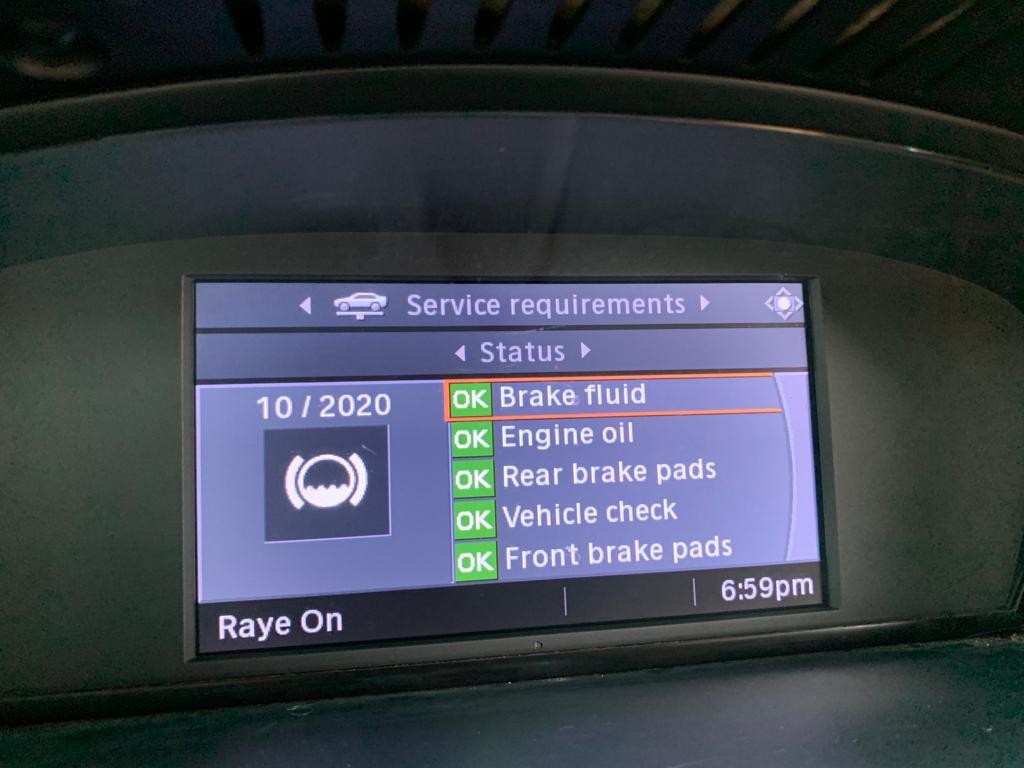 Service requirements
Status
10 / 2020
OK Brake fluid
OK Engine oil
OK Rear brake pads
OK Vehicle check
OK Front brake pads
Raye On
6:59pm